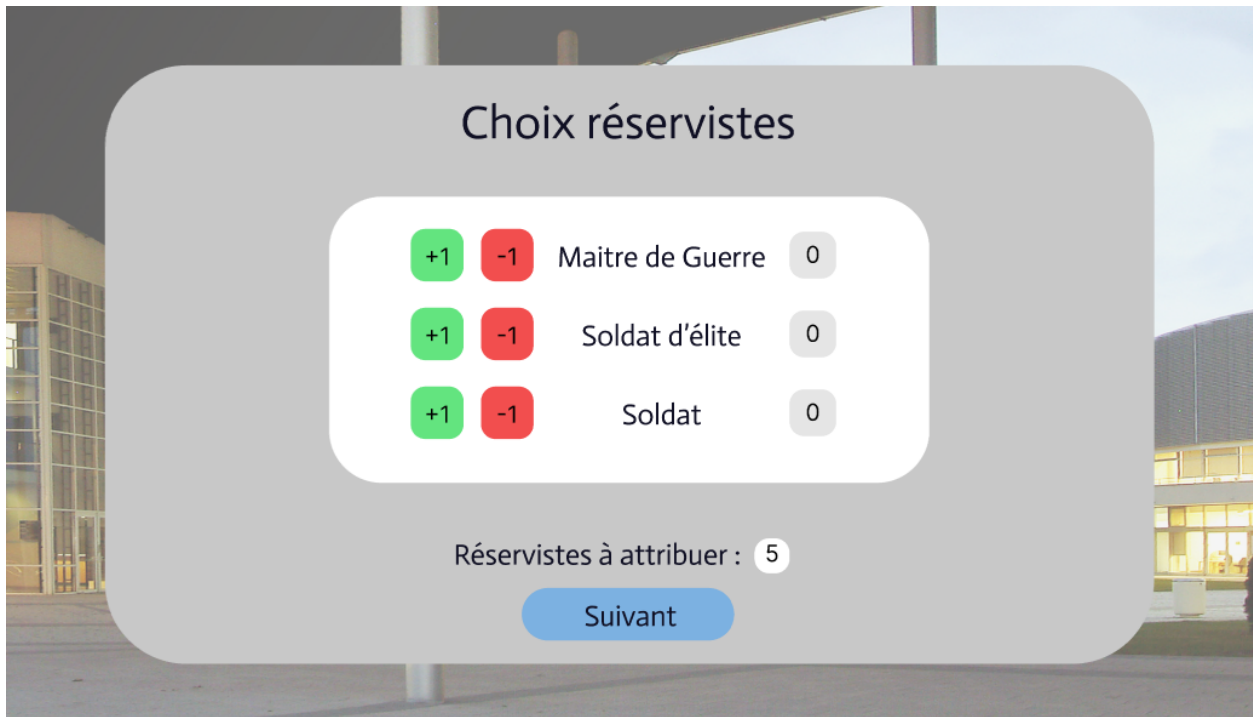 Choix réservistes
+1 -1 Maitre de Guerre 0
+1 -1 Soldat d'élite 0
+1 -1 Soldat 0
Réservistes à attribuer : 5
Suivant